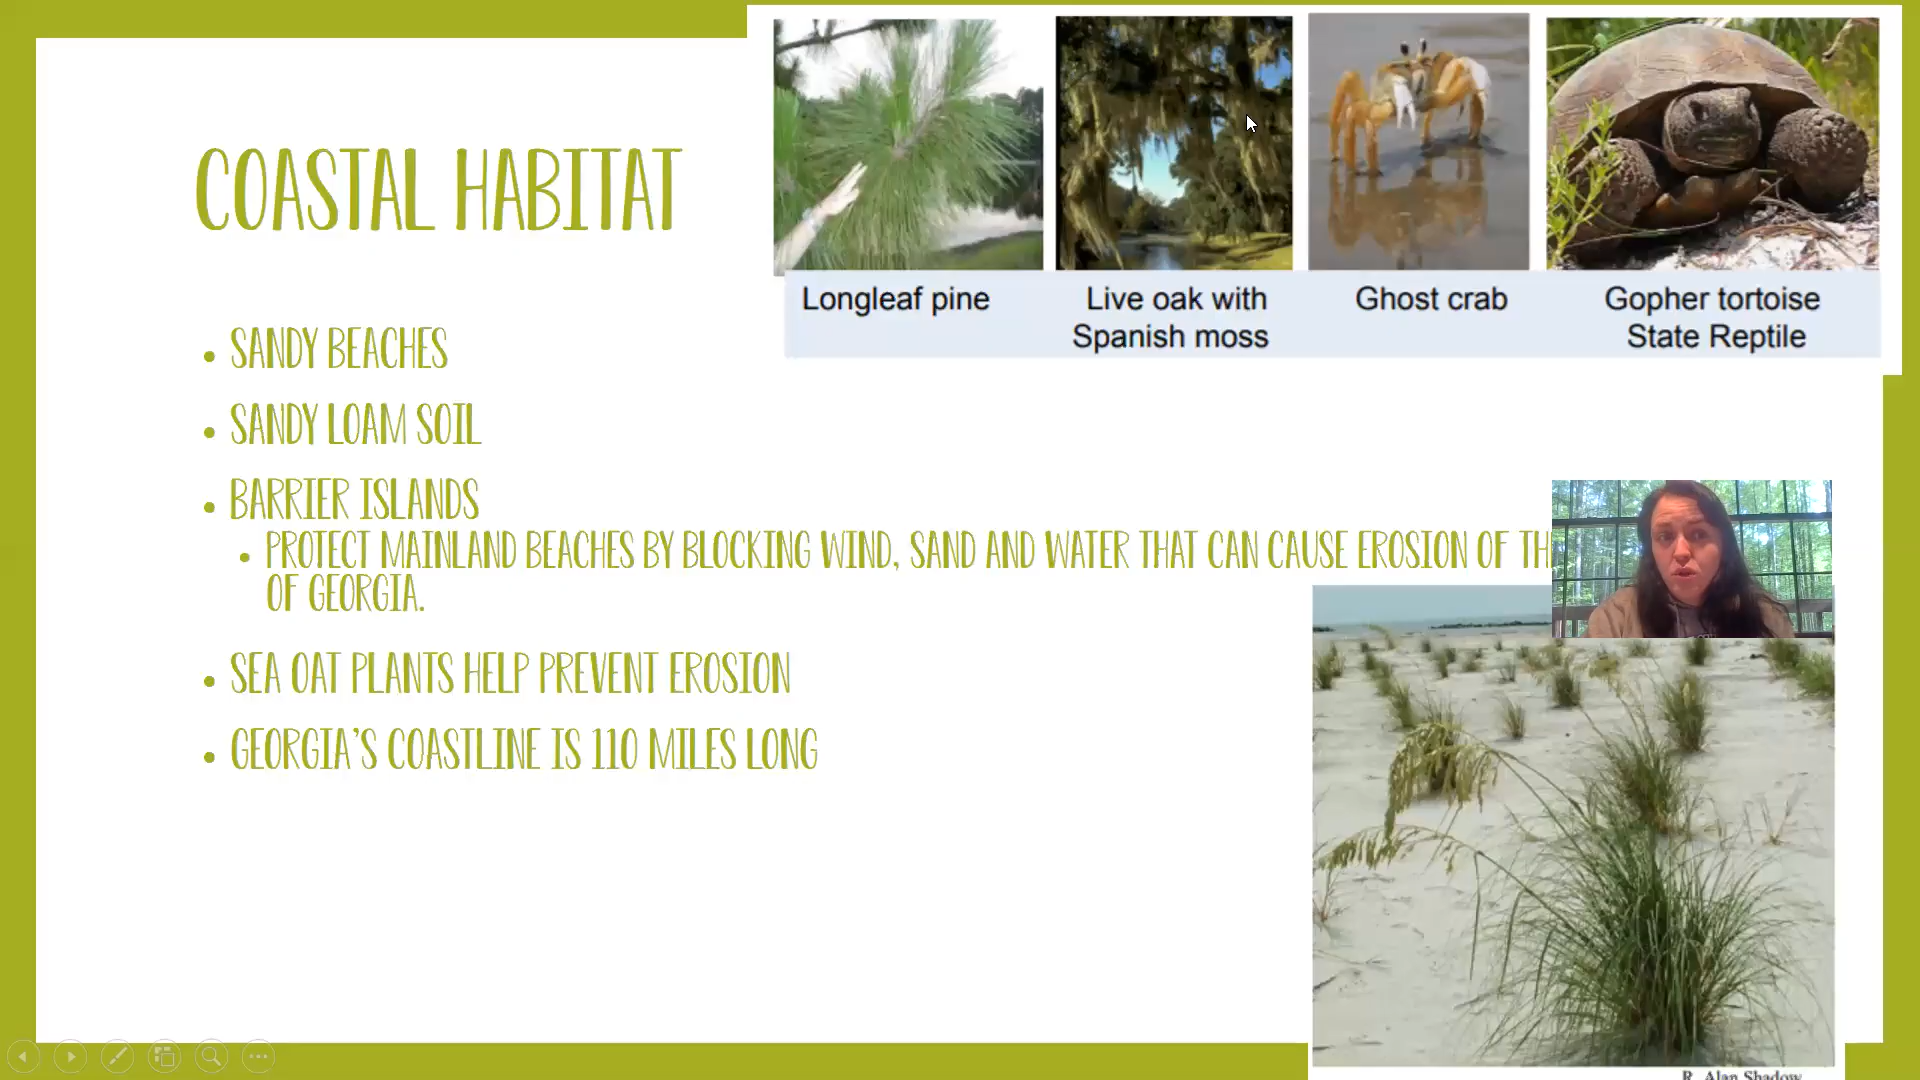 COASTAL HABITAT
Longleaf pine
Live oak with
Spanish moss
Ghost crab
Gopher tortoise
State Reptile
• SANDY BEACHES
• SANDY LOAM SOIL
• BARRIER ISLANDS
• PROTECT MAINLAND BEACHES BY BLOCKING WIND, SAND AND WATER THAT CAN CAUSE EROSION OF
OF GEORGIA.
• SEA OAT PLANTS HELP PREVENT EROSION
• GEORGIA'S COASTLINE IS 110 MILES LONG
R. Alan Shadow